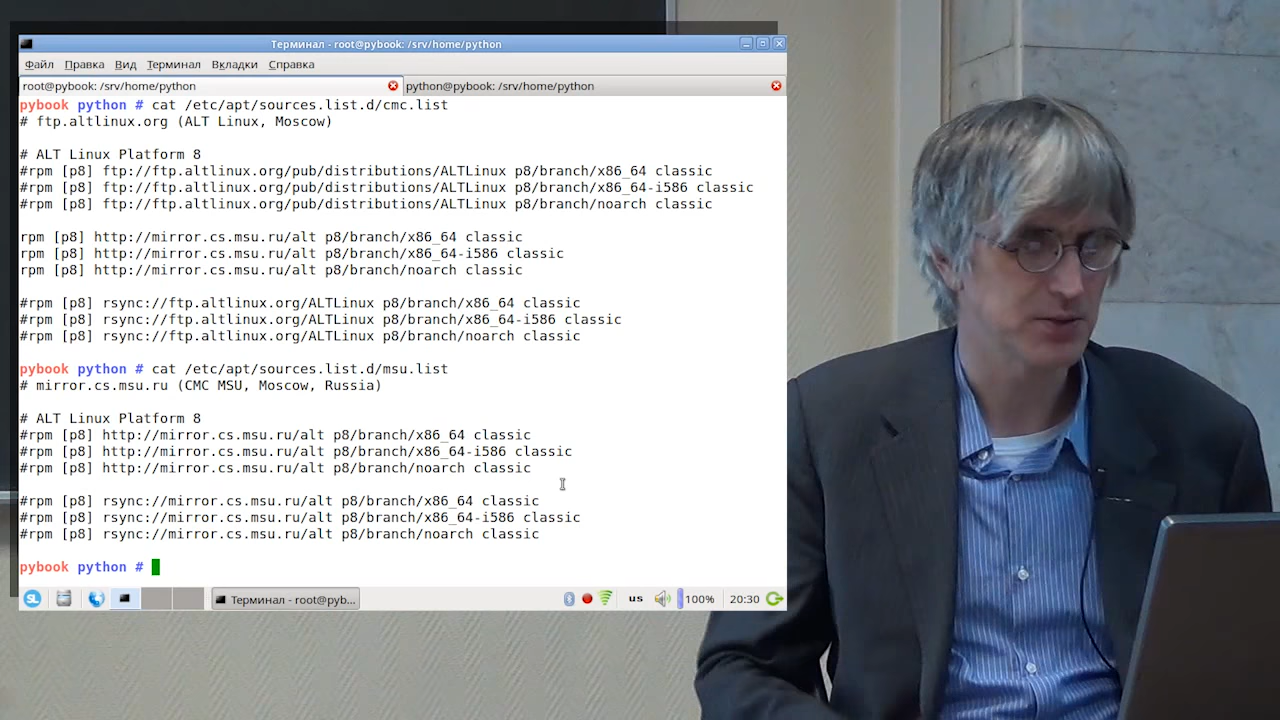 Терминал - root@pybook: /srv/home/python
Файл Правка Вид Терминал Вкладки Справка
root@pybook: /srv/home/python python@pybook: /srv/home/python
pybook python # cat /etc/apt/sources.list.d/cmc.list
# ftp.altlinux.org (ALT Linux, Moscow)
# ALT Linux Platform 8
#rpm [p8] ftp://ftp.altlinux.org/pub/distributions/ALTLinux p8/branch/x86_64 classic
#rpm [p8] ftp://ftp.altlinux.org/pub/distributions/ALTLinux p8/branch/x86_64-i586 classic
#rpm [p8] ftp://ftp.altlinux.org/pub/distributions/ALTLinux p8/branch/noarch classic
rpm [p8] http://mirror.cs.msu.ru/alt p8/branch/x86_64 classic
rpm [p8] http://mirror.cs.msu.ru/alt p8/branch/x86_64-i586 classic
rpm [p8] http://mirror.cs.msu.ru/alt p8/branch/noarch classic
#rpm [p8] rsync://ftp.altlinux.org/ALTLinux p8/branch/x86_64 classic
#rpm [p8] rsync://ftp.altlinux.org/ALTLinux p8/branch/x86_64-i586 classic
#rpm [p8] rsync://ftp.altlinux.org/ALTLinux p8/branch/noarch classic
pybook python # cat /etc/apt/sources.list.d/msu.list
# mirror.cs.msu.ru (CMC MSU, Moscow, Russia)
# ALT Linux Platform 8
#rpm [p8] http://mirror.cs.msu.ru/alt p8/branch/x86_64 classic
#rpm [p8] http://mirror.cs.msu.ru/alt p8/branch/x86_64-i586 classic
#rpm [p8] http://mirror.cs.msu.ru/alt p8/branch/noarch classic
#rpm [p8] rsync://mirror.cs.msu.ru/alt p8/branch/x86_64 classic
#rpm [p8] rsync://mirror.cs.msu.ru/alt p8/branch/x86_64-i586 classic
#rpm [p8] rsync://mirror.cs.msu.ru/alt p8/branch/noarch classic
pybook python #
SL Терминал - root@pyb... us 100% 20:30